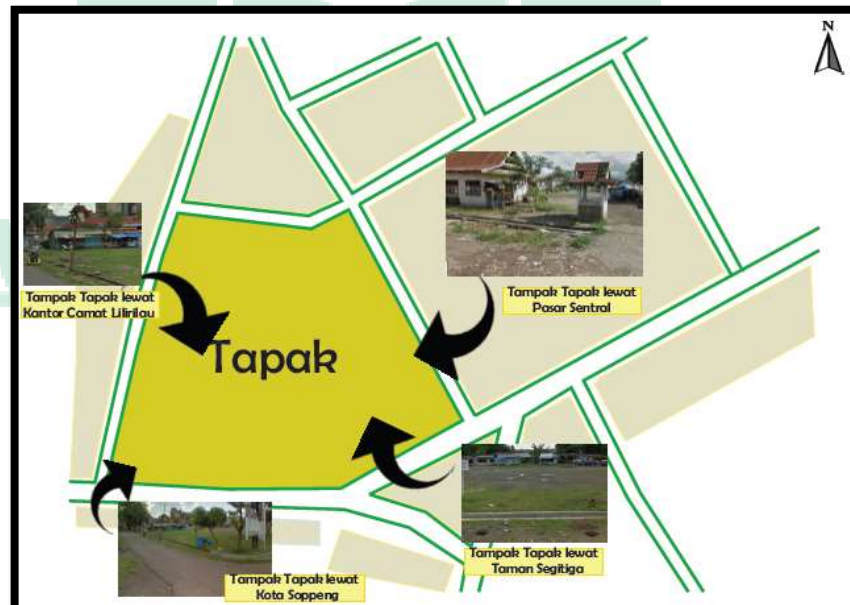 N
Tampak Tapak lewat
Kantor Camat Lilirilau
Tampak Tapak lewat
Pasar Sentral
Tapak
Tampak Tapak lewat
Taman Segitiga
Tampak Tapak lewat
Kota Soppeng